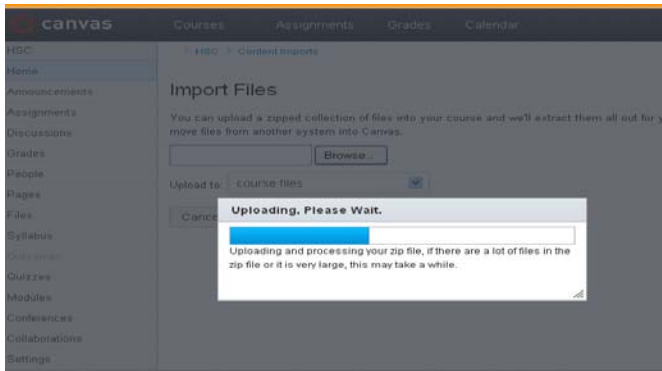 canvas
Courses Assignments Grades Calendar
HSC
HSC Content Imports
Home
Announcements
Assignments
Discussions
Grades
People
Pages
Files
Syllabus
Outcomes
Quizzes
Modules
Conferences
Collaborations
Settings
Import Files
You can upload a zipped collection of files into your course and we'll extract them all out for
move files from another system into Canvas.
Browse...
Upload to: course files
Cance
Uploading, Please Wait.
Uploading and processing your zip file, if there are a lot of files in the
zip file or it is very large, this may take a while.